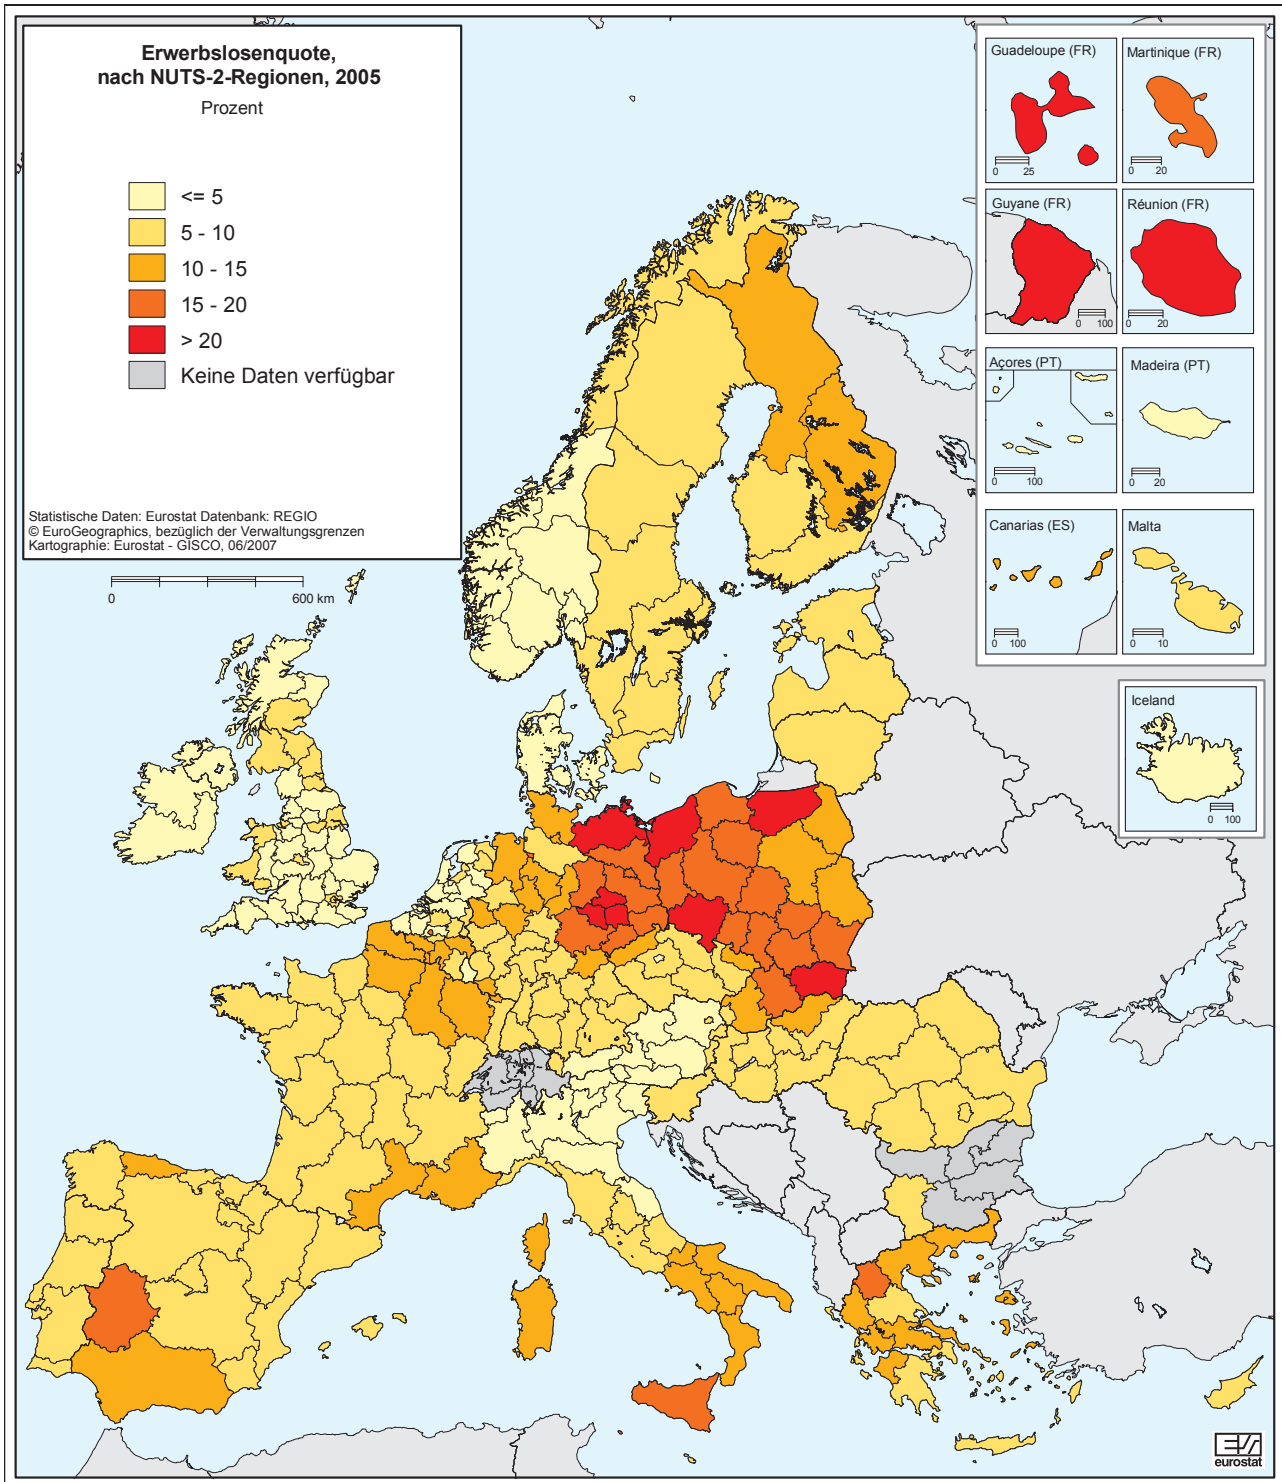 Erwerbslosenquote,
nach NUTS-2-Regionen, 2005
Prozent
<= 5
5 - 10
10 - 15
15 - 20
> 20
Keine Daten verfügbar
Statistische Daten: Eurostat Datenbank: REGIO
© EuroGeographics, bezüglich der Verwaltungsgrenzen
Kartographie: Eurostat - GISCO, 06/2007
0 600 km
Guadeloupe (FR)
0 25
Martinique (FR)
0 20
Guyane (FR)
0 100
Réunion (FR)
0 20
Açores (PT)
0 100
Madeira (PT)
0 20
Canarias (ES)
0 100
Malta
0 10
Iceland
0 100
eurostat